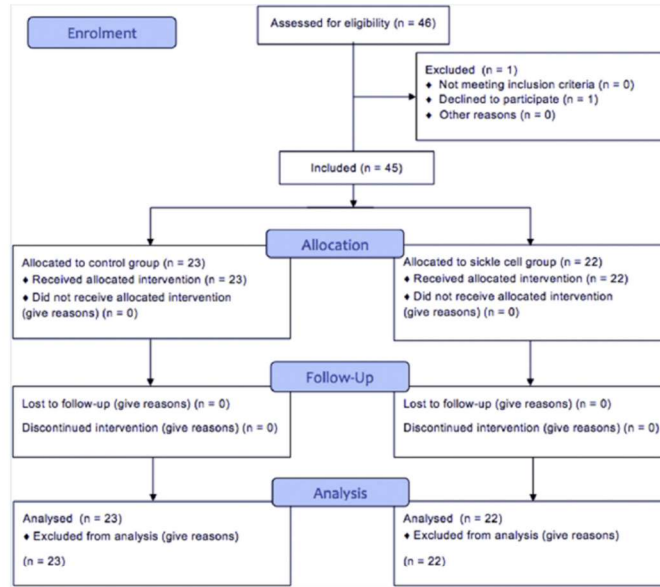 Enrolment
Assessed for eligibility (n = 46)
Excluded (n = 1)
♦ Not meeting inclusion criteria (n = 0)
♦ Declined to participate (n = 1)
♦ Other reasons (n = 0)
Included (n = 45)
Allocation
Allocated to control group (n = 23)
♦ Received allocated intervention (n = 23)
♦ Did not receive allocated intervention
(give reasons) (n = 0)
Allocated to sickle cell group (n = 22)
♦ Received allocated intervention (n = 22)
♦ Did not receive allocated intervention
(give reasons) (n = 0)
Follow-Up
Lost to follow-up (give reasons) (n = 0)
Discontinued intervention (give reasons) (n = 0)
Lost to follow-up (give reasons) (n = 0)
Discontinued intervention (give reasons) (n = 0)
Analysis
Analysed (n = 23)
♦ Excluded from analysis (give reasons)
(n = 23)
Analysed (n = 22)
♦ Excluded from analysis (give reasons)
(n = 22)